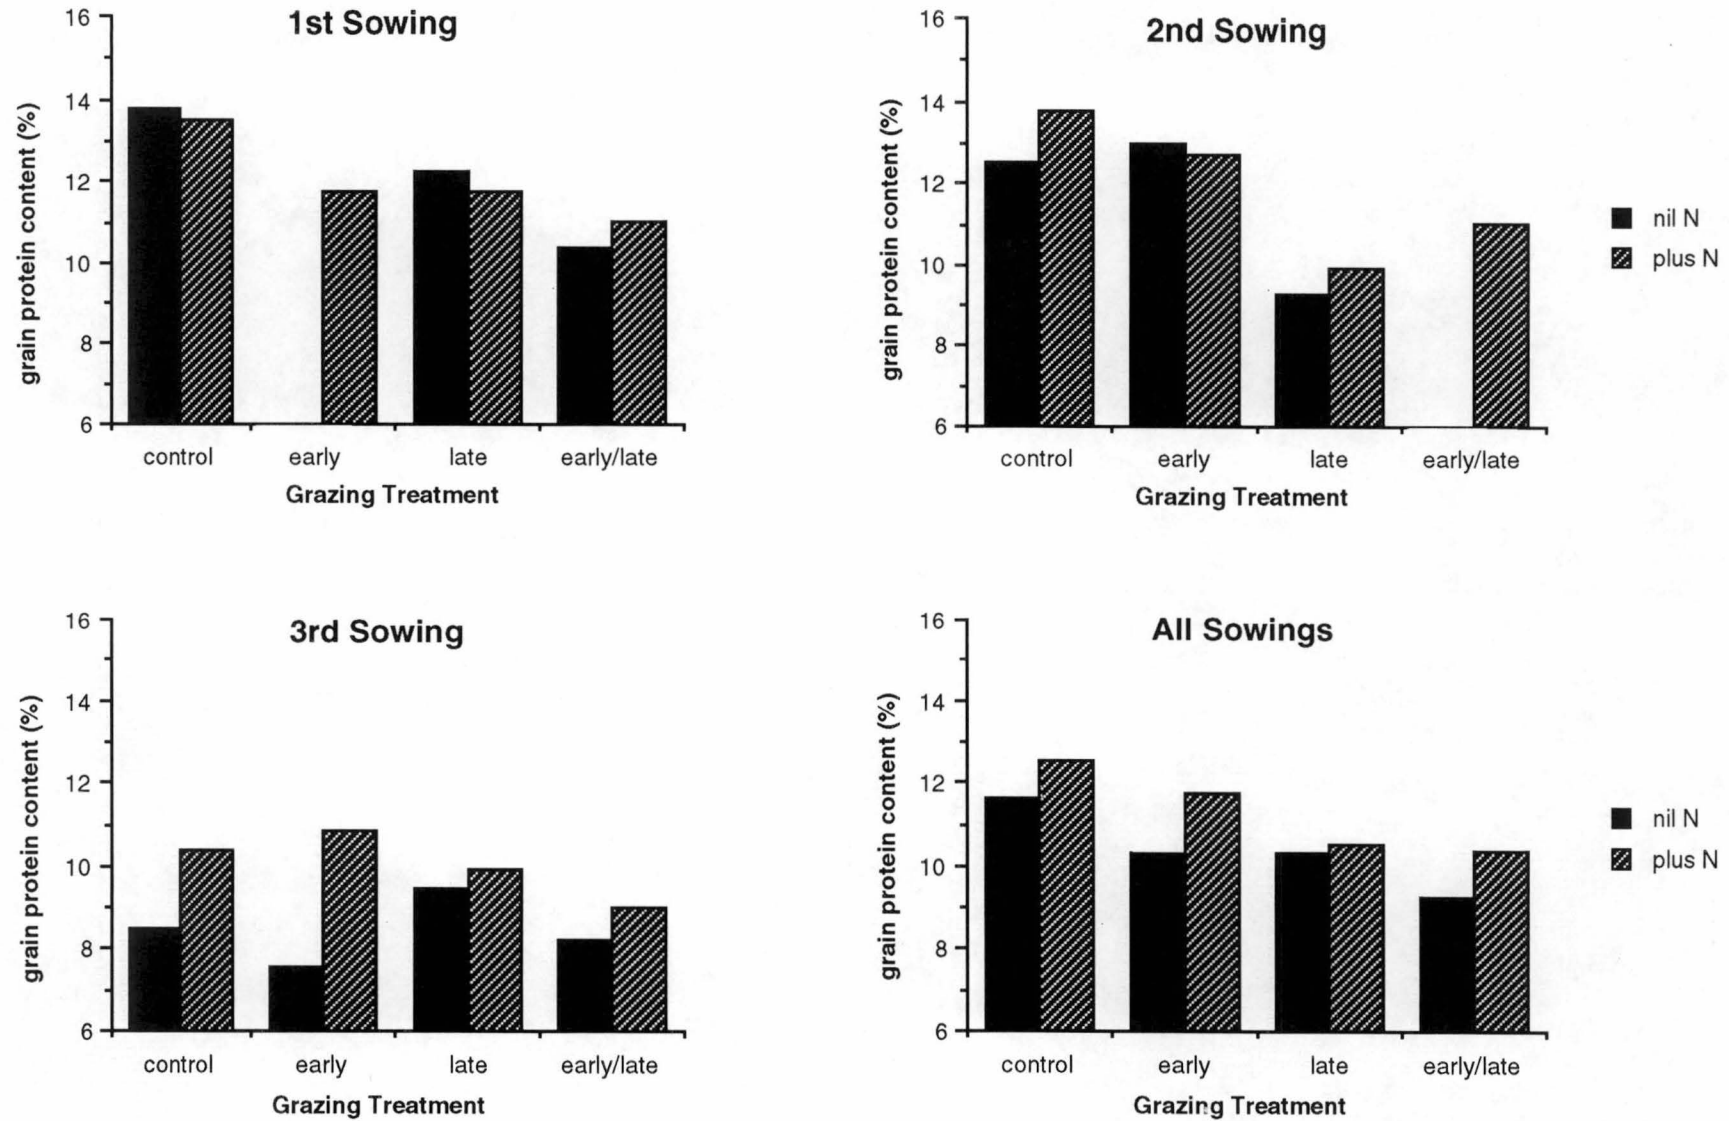 1st Sowing
16
14
12
10
8
6
grain protein content (%)
control early late early/late
Grazing Treatment
2nd Sowing
16
14
12
10
8
6
grain protein content (%)
control early late early/late
Grazing Treatment
nil N
plus N
3rd Sowing
16
14
12
10
8
6
grain protein content (%)
control early late early/late
Grazing Treatment
All Sowings
16
14
12
10
8
6
grain protein content (%)
control early late early/late
Grazing Treatment
nil N
plus N